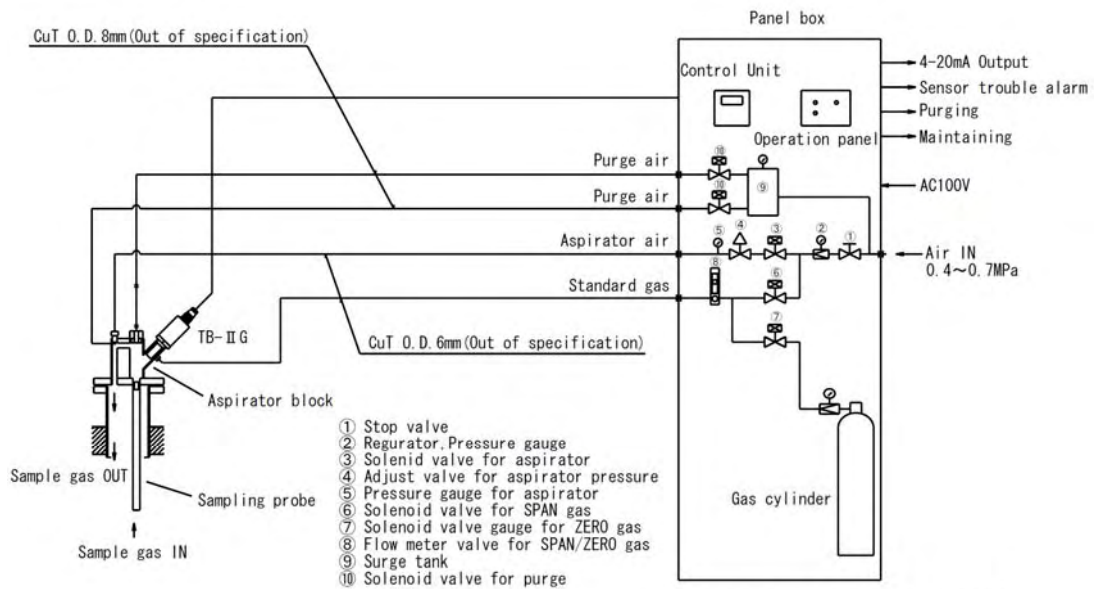 Panel box
CuT O.D.8mm(Out of specification)
4-20mA Output
Control Unit
Sensor trouble alarm
Purging
Operation panel
Maintaining
⑩
Purge air
⑨
AC100V
⑩
Purge air
⑤ ④ ③ ② ①
Aspirator air
Air IN
0.4~0.7MPa
⑧
⑥
Standard gas
⑦
TB-ⅡG
CuT O.D.6mm(Out of specification)
Aspirator block
① Stop valve
② Regurator,Pressure gauge
③ Solenid valve for aspirator
④ Adjust valve for aspirator pressure
⑤ Pressure gauge for aspirator
⑥ Solenoid valve for SPAN gas
⑦ Solenoid valve gauge for ZERO gas
⑧ Flow meter valve for SPAN/ZERO gas
⑨ Surge tank
⑩ Solenoid valve for purge
Sample gas OUT
Sampling probe
Sample gas IN
Gas cylinder